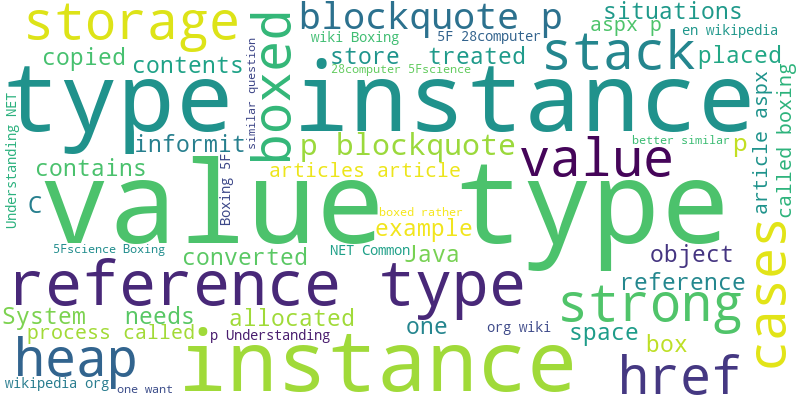 storage
blockquote p
situations
copied
contents
wiki Boxing
5F 28computer
aspx p
en wikipedia
boxed
similar question
store
treated
stack
placed
28computer 5Fscience
type
instance
Understanding NET
informit
p blockquote
value
better similar
p
article aspx
called boxing
contains
Boxing 5F
articles article
C
value type
boxed rather
example
5Fscience Boxing
converted
NET Common
Java
object
cases
reference type
reference
strong
System
needs
allocated
process called
p Understanding
one
org wiki
space
box
heap
instance
href
wikipedia org
one want